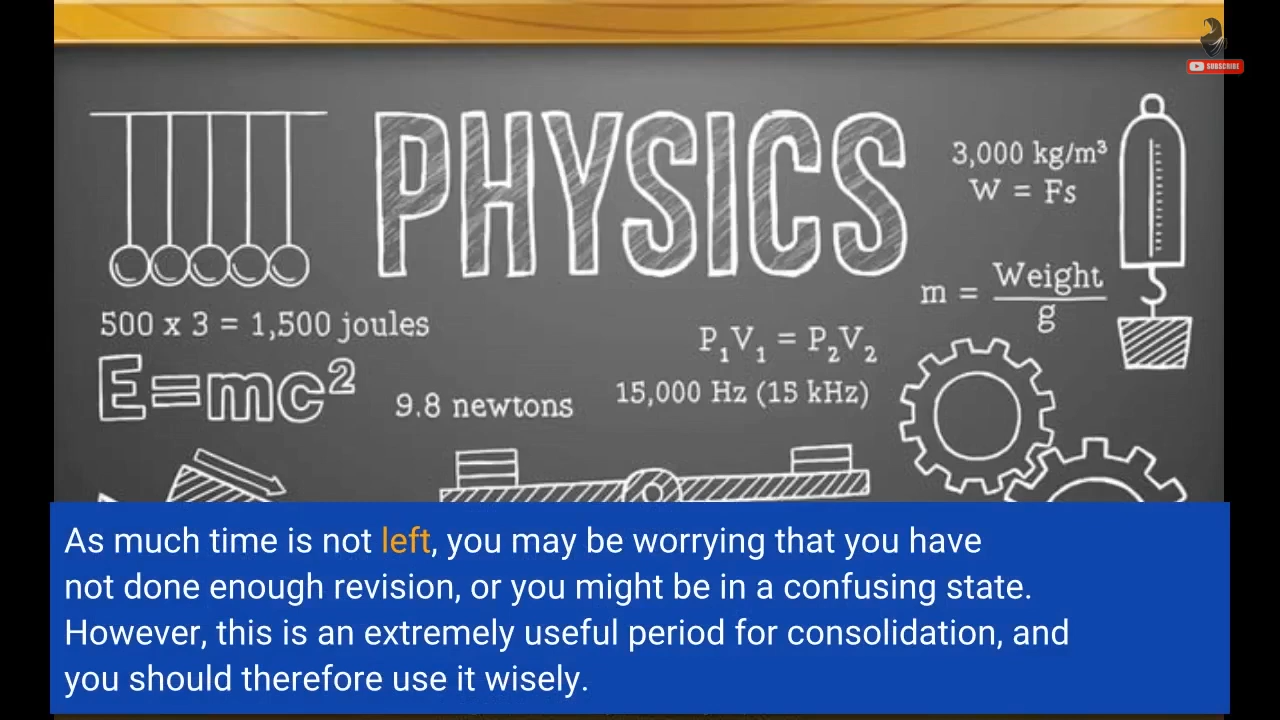 SUBSCRIBE
PHYSICS
3,000 kg/m³
W = Fs
m = Weight
g
500 x 3 = 1,500 joules
P₁V₁ = P₂V₂
E=mc²
9.8 newtons
15,000 Hz (15 kHz)
As much time is not left, you may be worrying that you have
not done enough revision, or you might be in a confusing state.
However, this is an extremely useful period for consolidation, and
you should therefore use it wisely.